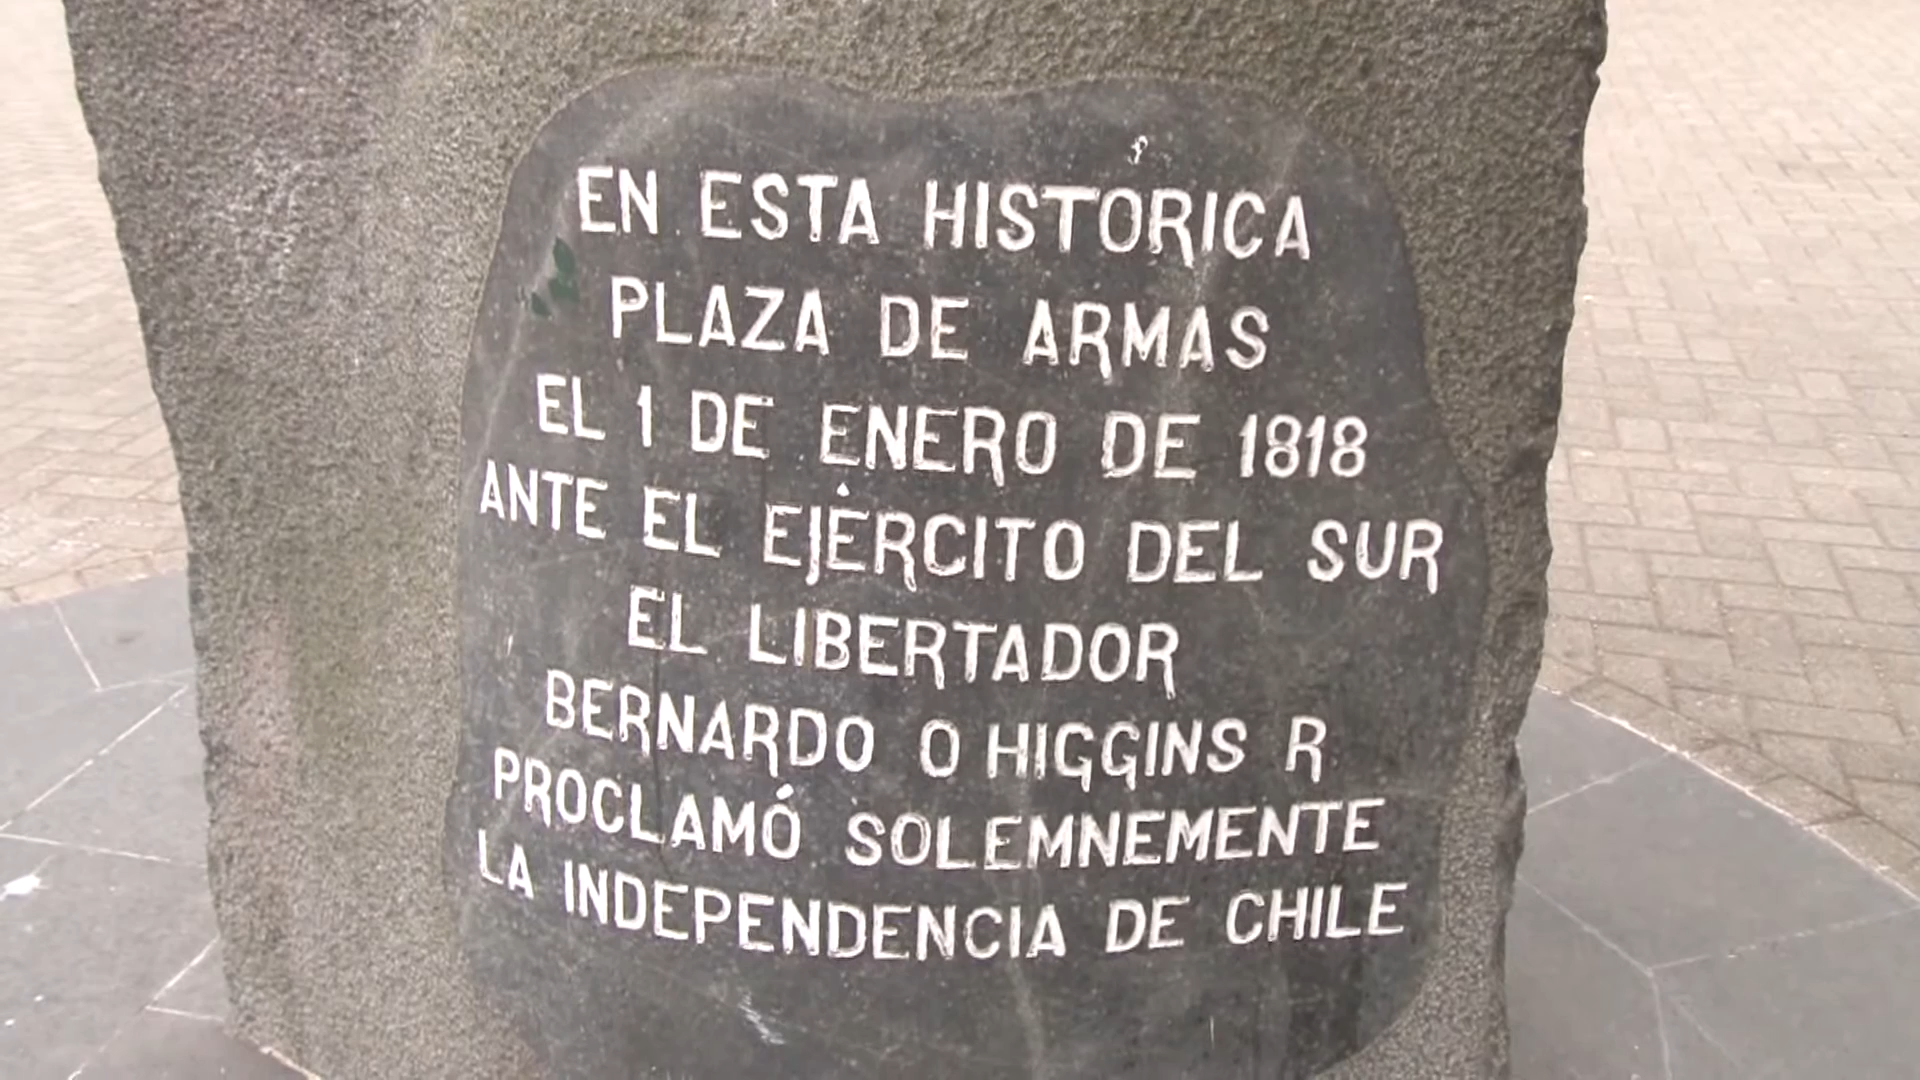 EN ESTA HISTÓRICA
PLAZA DE ARMAS
EL 1 DE ENERO DE 1818
ANTE EL EJÉRCITO DEL SUR
EL LIBERTADOR
BERNARDO O HIGGINS R
PROCLAMÓ SOLEMNEMENTE
LA INDEPENDENCIA DE CHILE